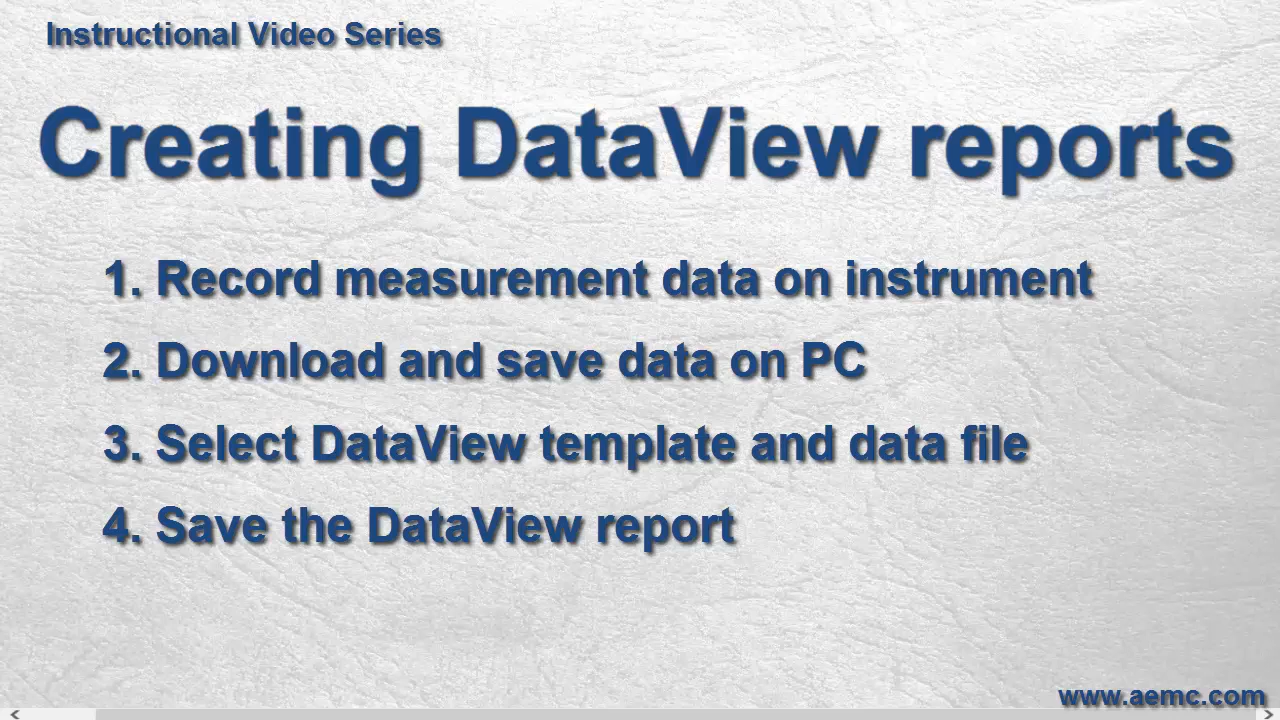 Instructional Video Series
Creating DataView reports
1. Record measurement data on instrument
2. Download and save data on PC
3. Select DataView template and data file
4. Save the DataView report
www.aemc.com